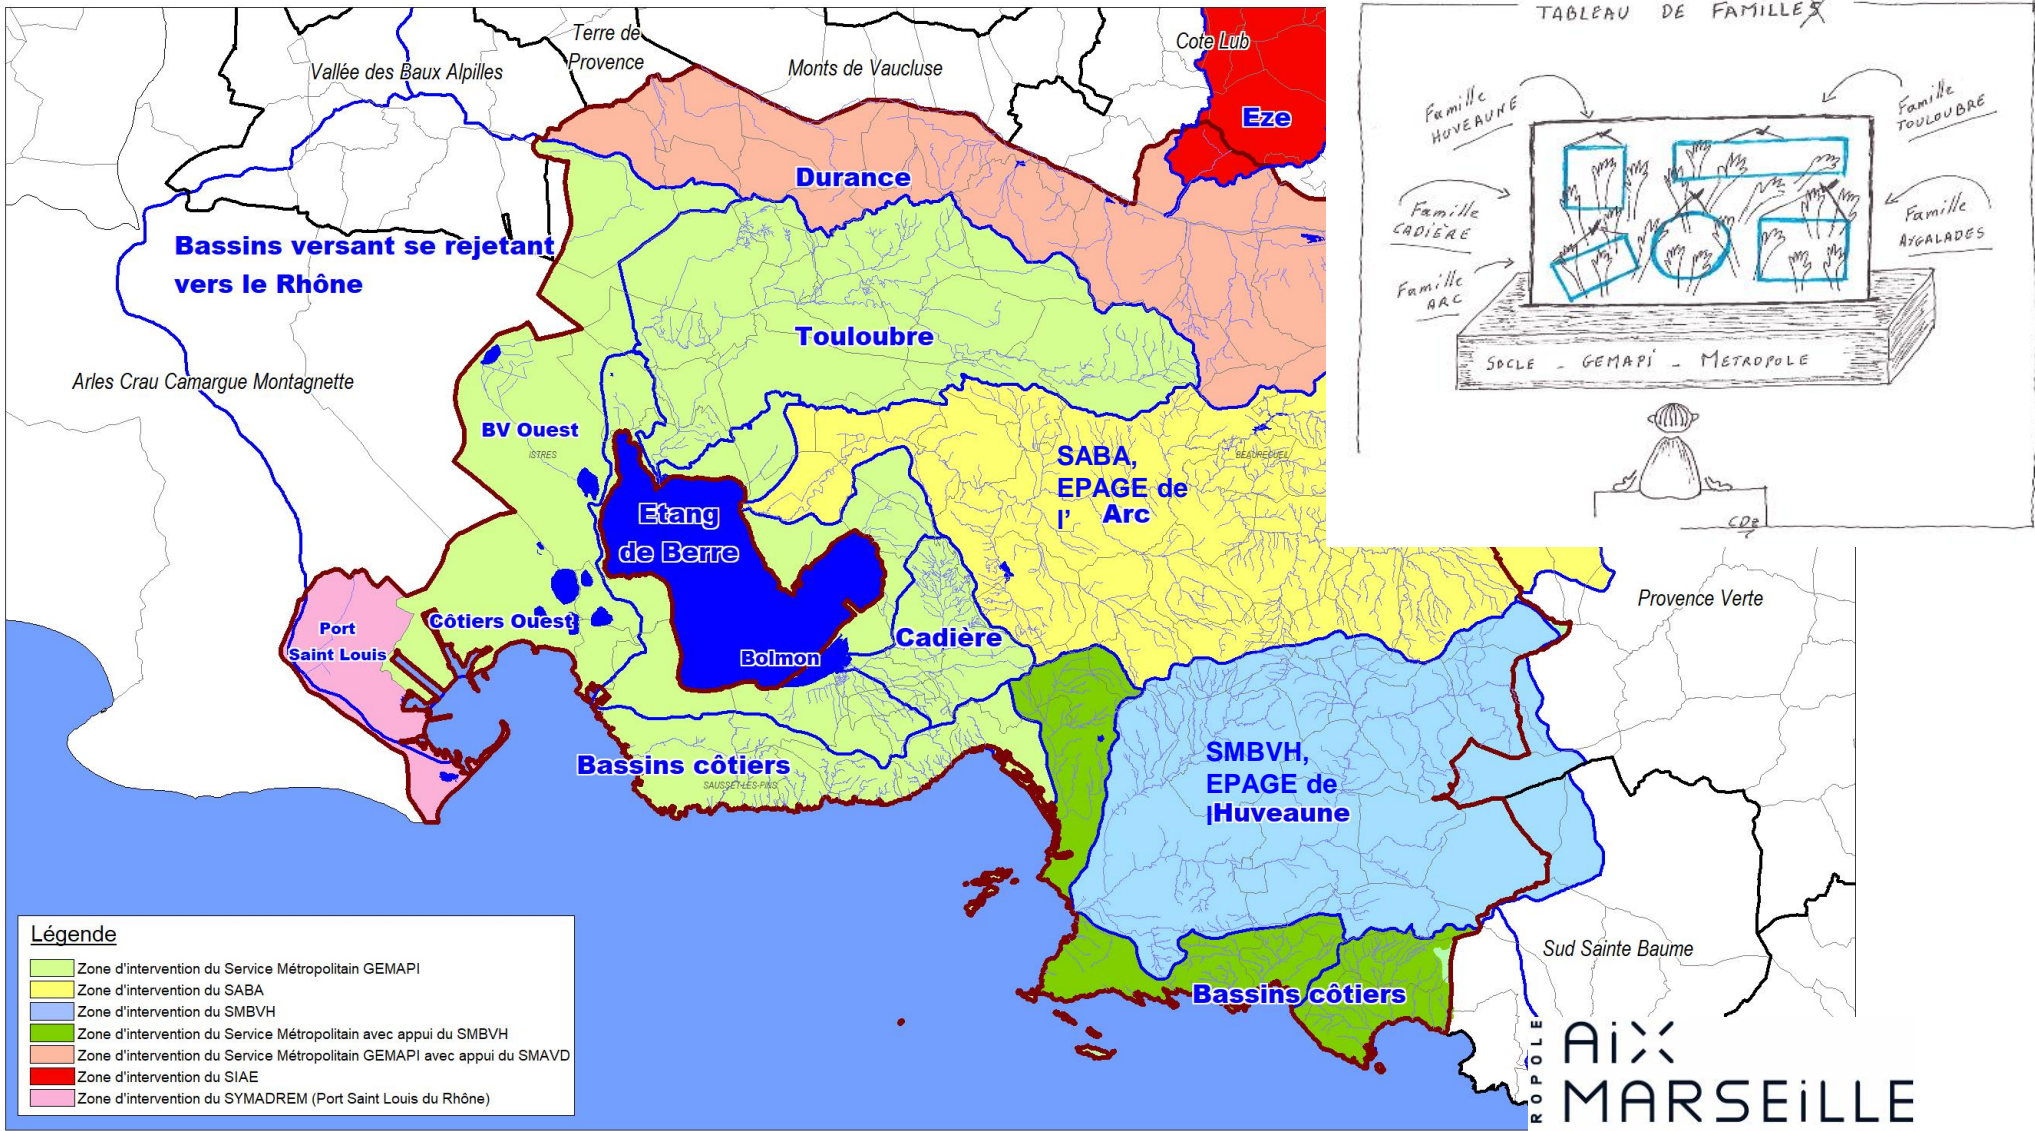 Terre de
Provence
Vallée des Baux Alpilles
Monts de Vaucluse
Cote Lub
Eze
Durance
Bassins versant se rejetant
vers le Rhône
Touloubre
Arles Crau Camargue Montagnette
BV Ouest
ISTRES
SABA,
EPAGE de
l' Arc
BEAURECUEIL
Etang
de Berre
Port
Saint Louis
Côtiers Ouest
Cadière
Bolmon
Provence Verte
Bassins côtiers
SAUSSET-LES-PINS
SMBVH,
EPAGE de
lHuveaune
Sud Sainte Baume
Bassins côtiers
Légende
Zone d'intervention du Service Métropolitain GEMAPI
Zone d'intervention du SABA
Zone d'intervention du SMBVH
Zone d'intervention du Service Métropolitain avec appui du SMBVH
Zone d'intervention du Service Métropolitain GEMAPI avec appui du SMAVD
Zone d'intervention du SIAE
Zone d'intervention du SYMADREM (Port Saint Louis du Rhône)
TABLEAU DE FAMILLES
Famille
HUVEAUNE
Famille
TOULOUBRE
Famille
CADIÈRE
Famille
AYGALADES
Famille
ARC
SOCLE - GEMAPI - METROPOLE
ROPOLE
AiX
MARSEiLLE